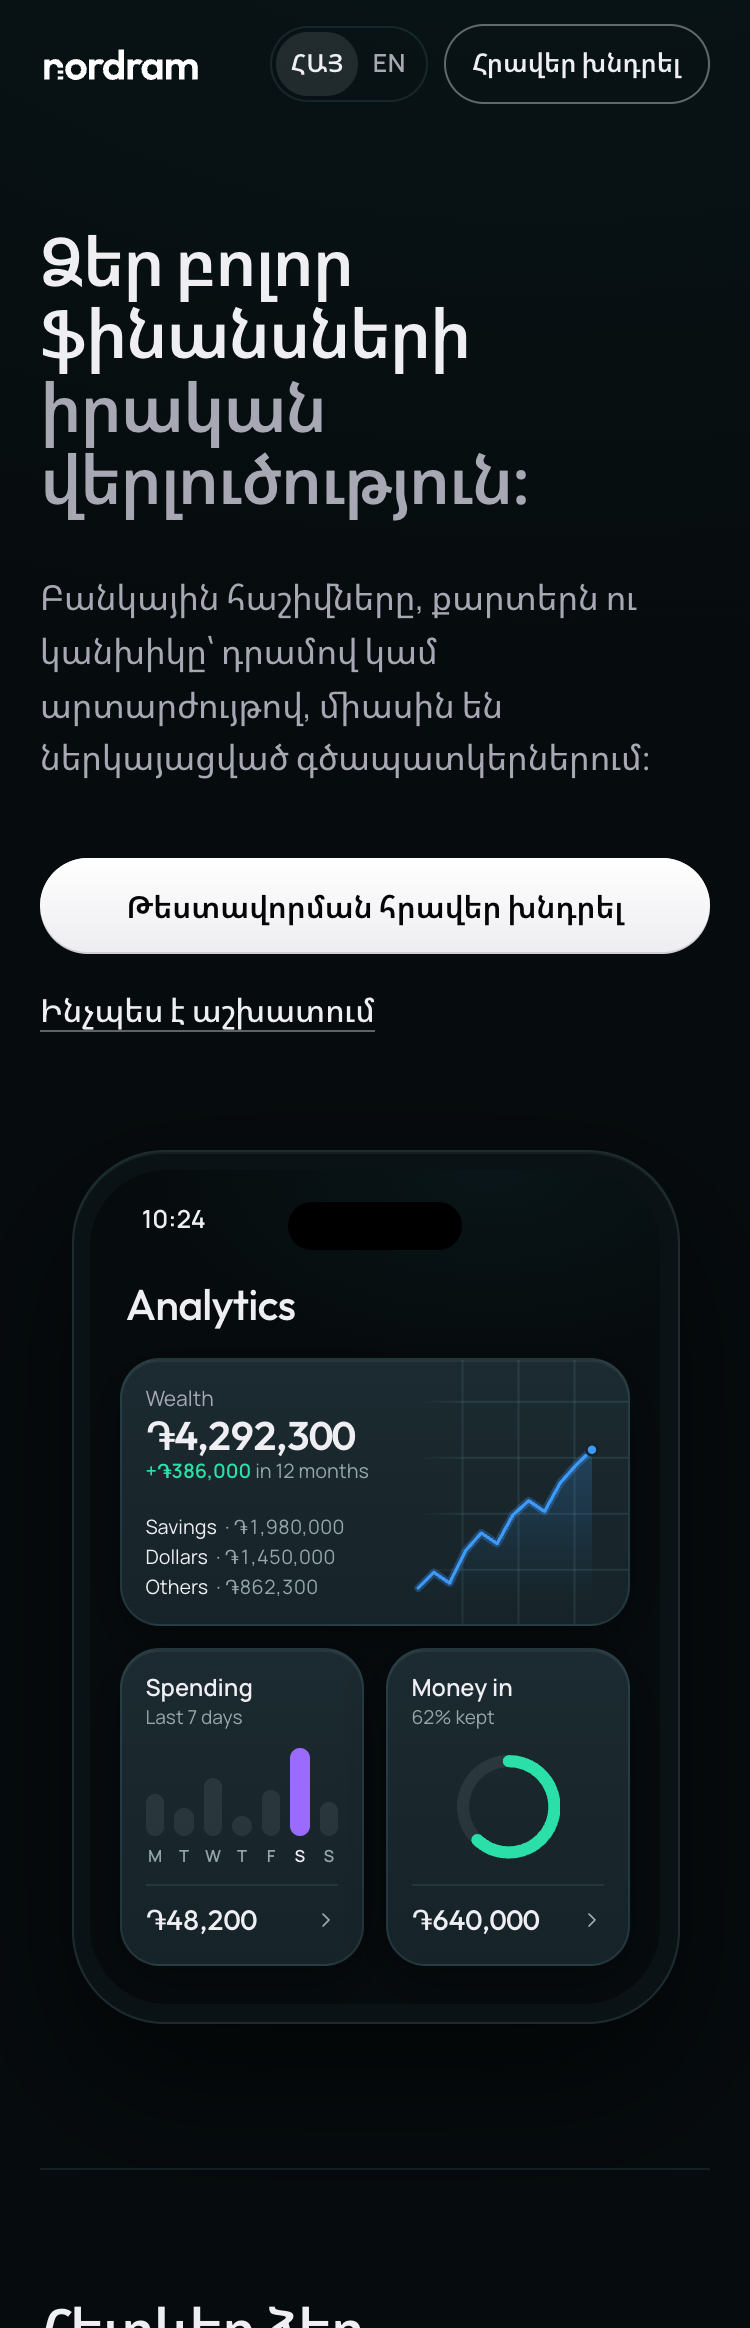 nordram
ՀԱՅ EN
Հրավեր խնդրել
Ձեր բոլոր
ֆինանսների
իրական
վերլուծություն:
Բանկային հաշիվները, քարտերն ու
կանխիկը՝ դրամով կամ
արտարժույթով, միասին են
ներկայացված գծապատկերներում:
Թեստավորման հրավեր խնդրել
Ինչպես է աշխատում
10:24
Analytics
Wealth
֏4,292,300
+֏386,000 in 12 months
Savings · ֏1,980,000
Dollars · ֏1,450,000
Others · ֏862,300
Spending
Last 7 days
M T W T F S S
֏48,200
Money in
62% kept
֏640,000